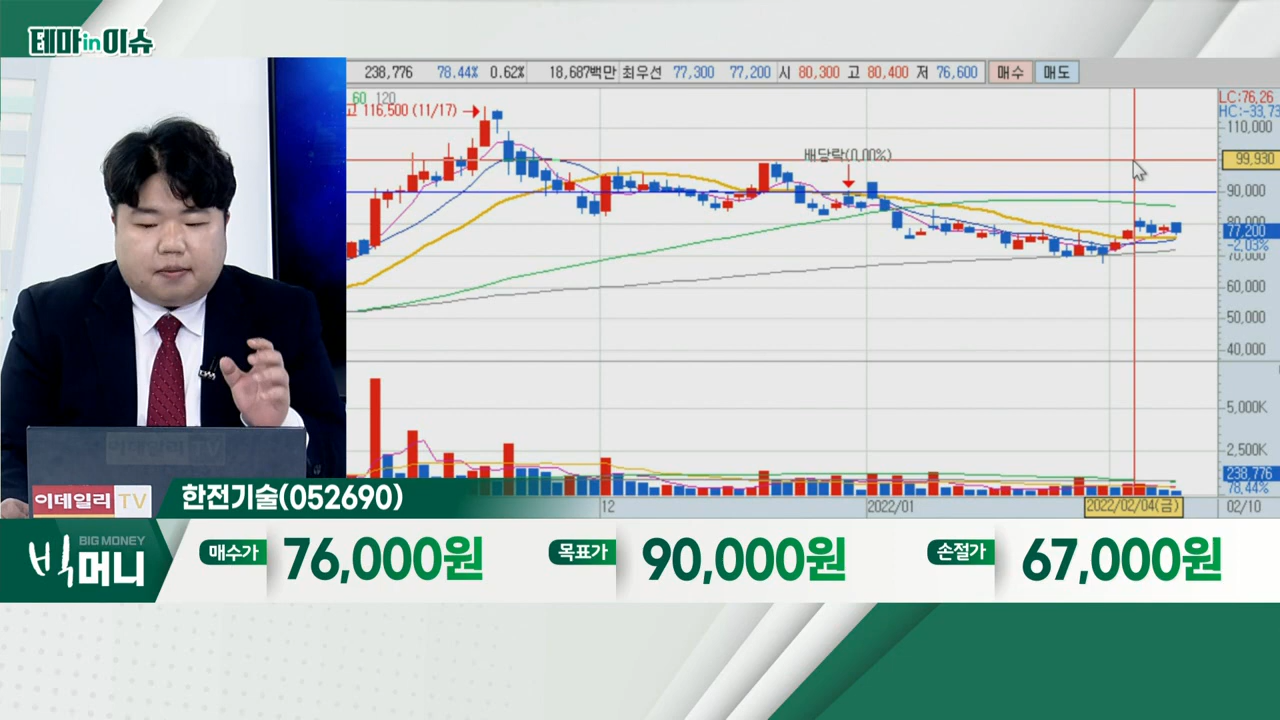 테마in이슈
238,776 78.44% 0.62% 18,687백만 최우선 77,300 77,200 시 80,300 고 80,400 저 76,600 매수 매도
60 120
고 116,500 (11/17)
LC:76.26
HC:-33.73
110,000
배당락(0.00%)
99,930
90,000
80,000
77,200
-2.03%
70,000
60,000
50,000
40,000
5,000K
2,500K
238,776
78.44%
12 2022/01 2022/02/04(금) 02/10
이데일리 TV
이데일리TV
한전기술(052690)
BIG MONEY
빅머니
매수가 76,000원 목표가 90,000원 손절가 67,000원